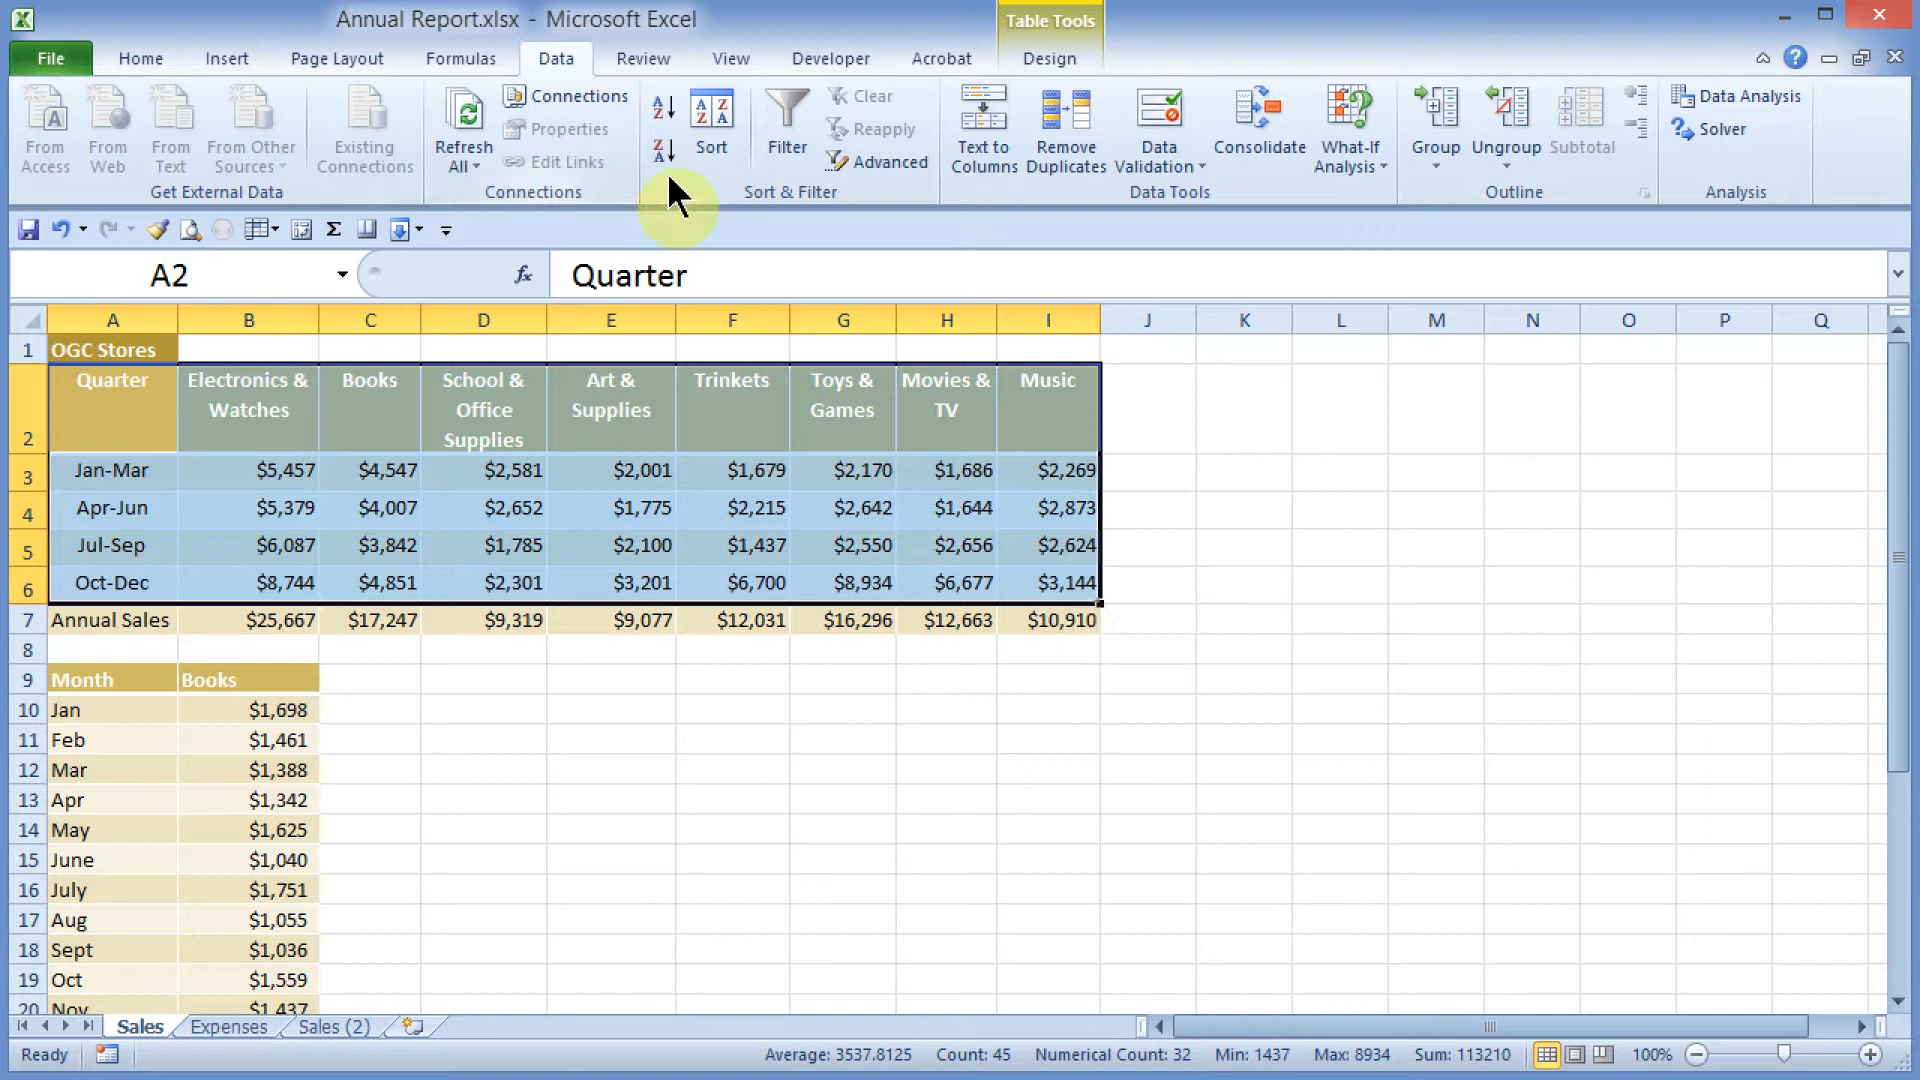 Annual Report.xlsx - Microsoft Excel
Table Tools
File Home Insert Page Layout Formulas Data Review View Developer Acrobat Design
From Access
From Web
From Text
From Other Sources
Existing Connections
Get External Data
Refresh All
Connections
Properties
Edit Links
Connections
Sort
Filter
Clear
Reapply
Advanced
Sort & Filter
Text to Columns
Remove Duplicates
Data Validation
Consolidate
What-If Analysis
Data Tools
Group
Ungroup
Subtotal
Outline
Data Analysis
Solver
Analysis
A2 fx Quarter
A B C D E F G H I J K L M N O P Q
1 OGC Stores
2 Quarter Electronics & Watches Books School & Office Supplies Art & Supplies Trinkets Toys & Games Movies & TV Music
3 Jan-Mar $5,457 $4,547 $2,581 $2,001 $1,679 $2,170 $1,686 $2,269
4 Apr-Jun $5,379 $4,007 $2,652 $1,775 $2,215 $2,642 $1,644 $2,873
5 Jul-Sep $6,087 $3,842 $1,785 $2,100 $1,437 $2,550 $2,656 $2,624
6 Oct-Dec $8,744 $4,851 $2,301 $3,201 $6,700 $8,934 $6,677 $3,144
7 Annual Sales $25,667 $17,247 $9,319 $9,077 $12,031 $16,296 $12,663 $10,910
8
9 Month Books
10 Jan $1,698
11 Feb $1,461
12 Mar $1,388
13 Apr $1,342
14 May $1,625
15 June $1,040
16 July $1,751
17 Aug $1,055
18 Sept $1,036
19 Oct $1,559
20 Nov $1,437
Sales Expenses Sales (2)
Ready Average: 3537.8125 Count: 45 Numerical Count: 32 Min: 1437 Max: 8934 Sum: 113210 100%